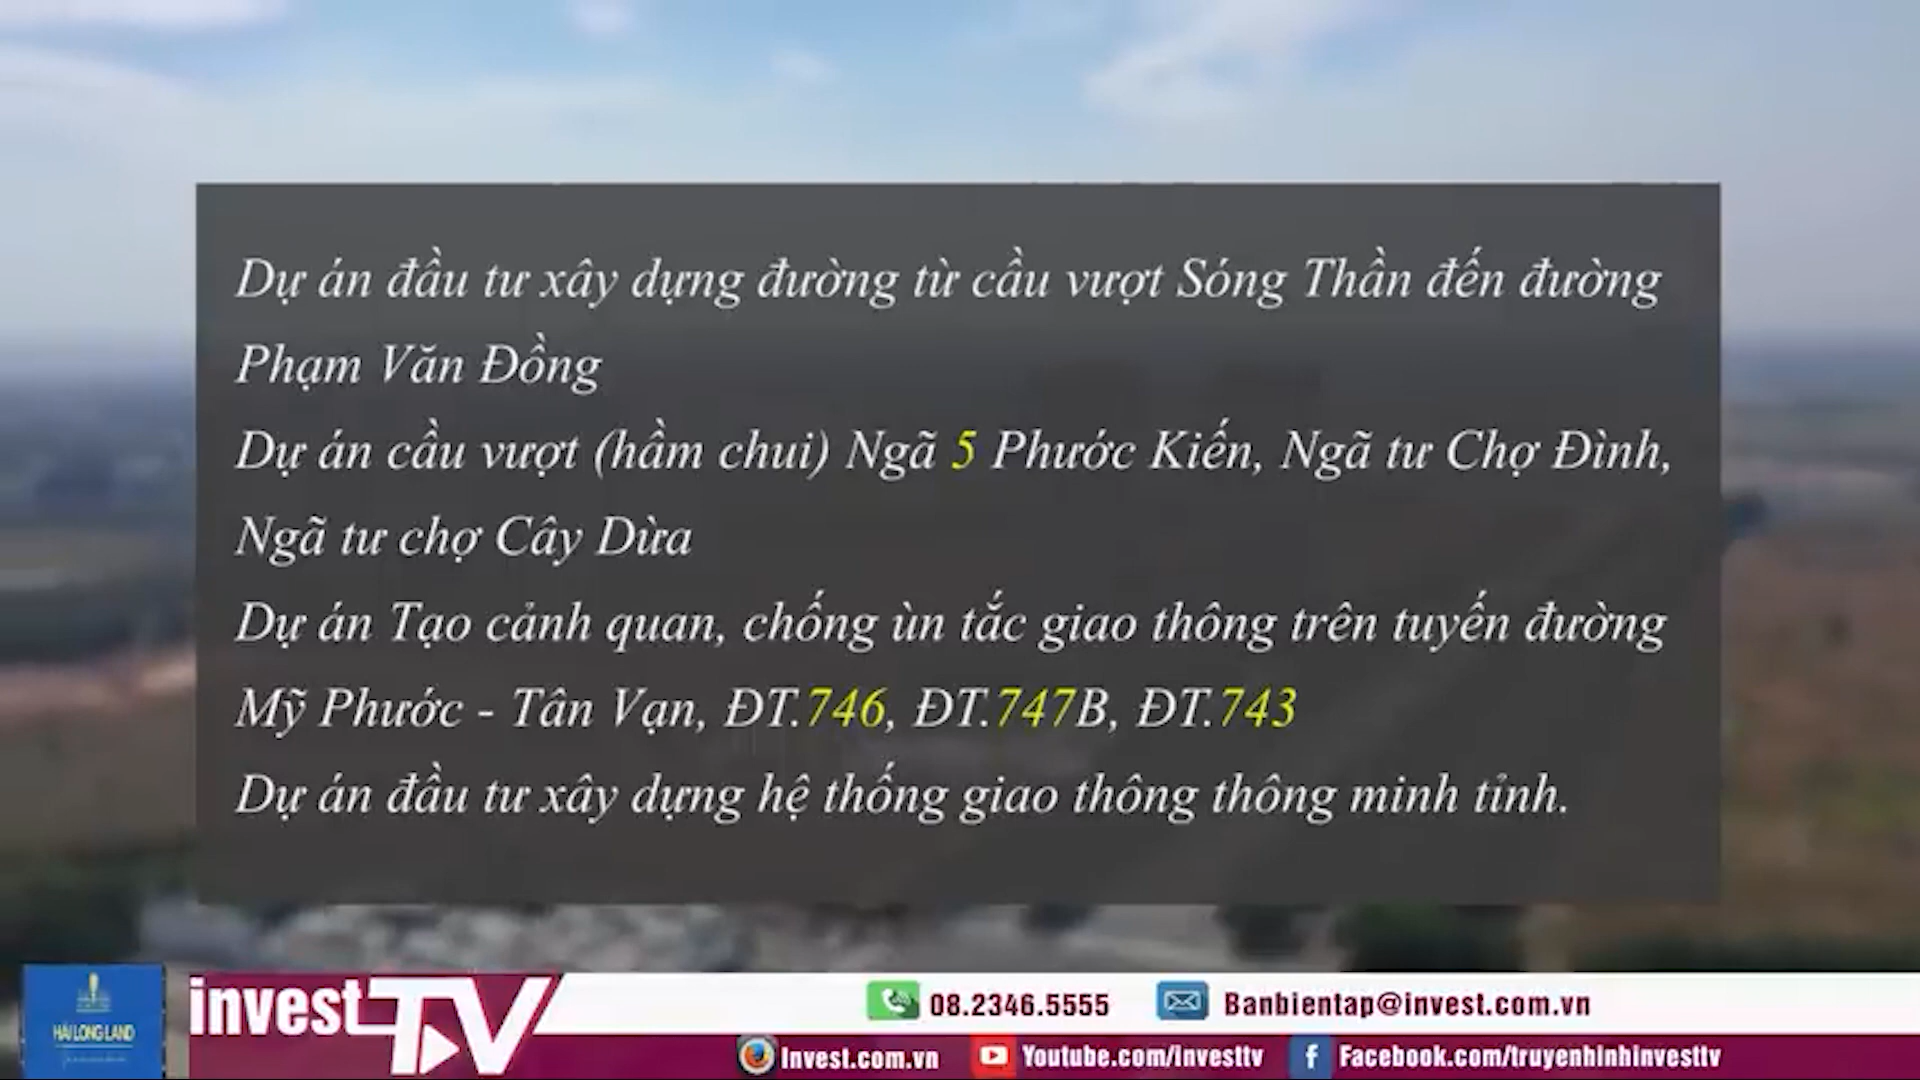 Dự án đầu tư xây dựng đường từ cầu vượt Sóng Thần đến đường
Phạm Văn Đồng
Dự án cầu vượt (hầm chui) Ngã 5 Phước Kiến, Ngã tư Chợ Đình,
Ngã tư chợ Cây Dừa
Dự án Tạo cảnh quan, chống ùn tắc giao thông trên tuyến đường
Mỹ Phước - Tân Vạn, ĐT.746, ĐT.747B, ĐT.743
Dự án đầu tư xây dựng hệ thống giao thông thông minh tỉnh.
HẢI LONG LAND
investTV
08.2346.5555
Banbientap@invest.com.vn
Invest.com.vn
Youtube.com/investtv
Facebook.com/truyenhinhinvesttv